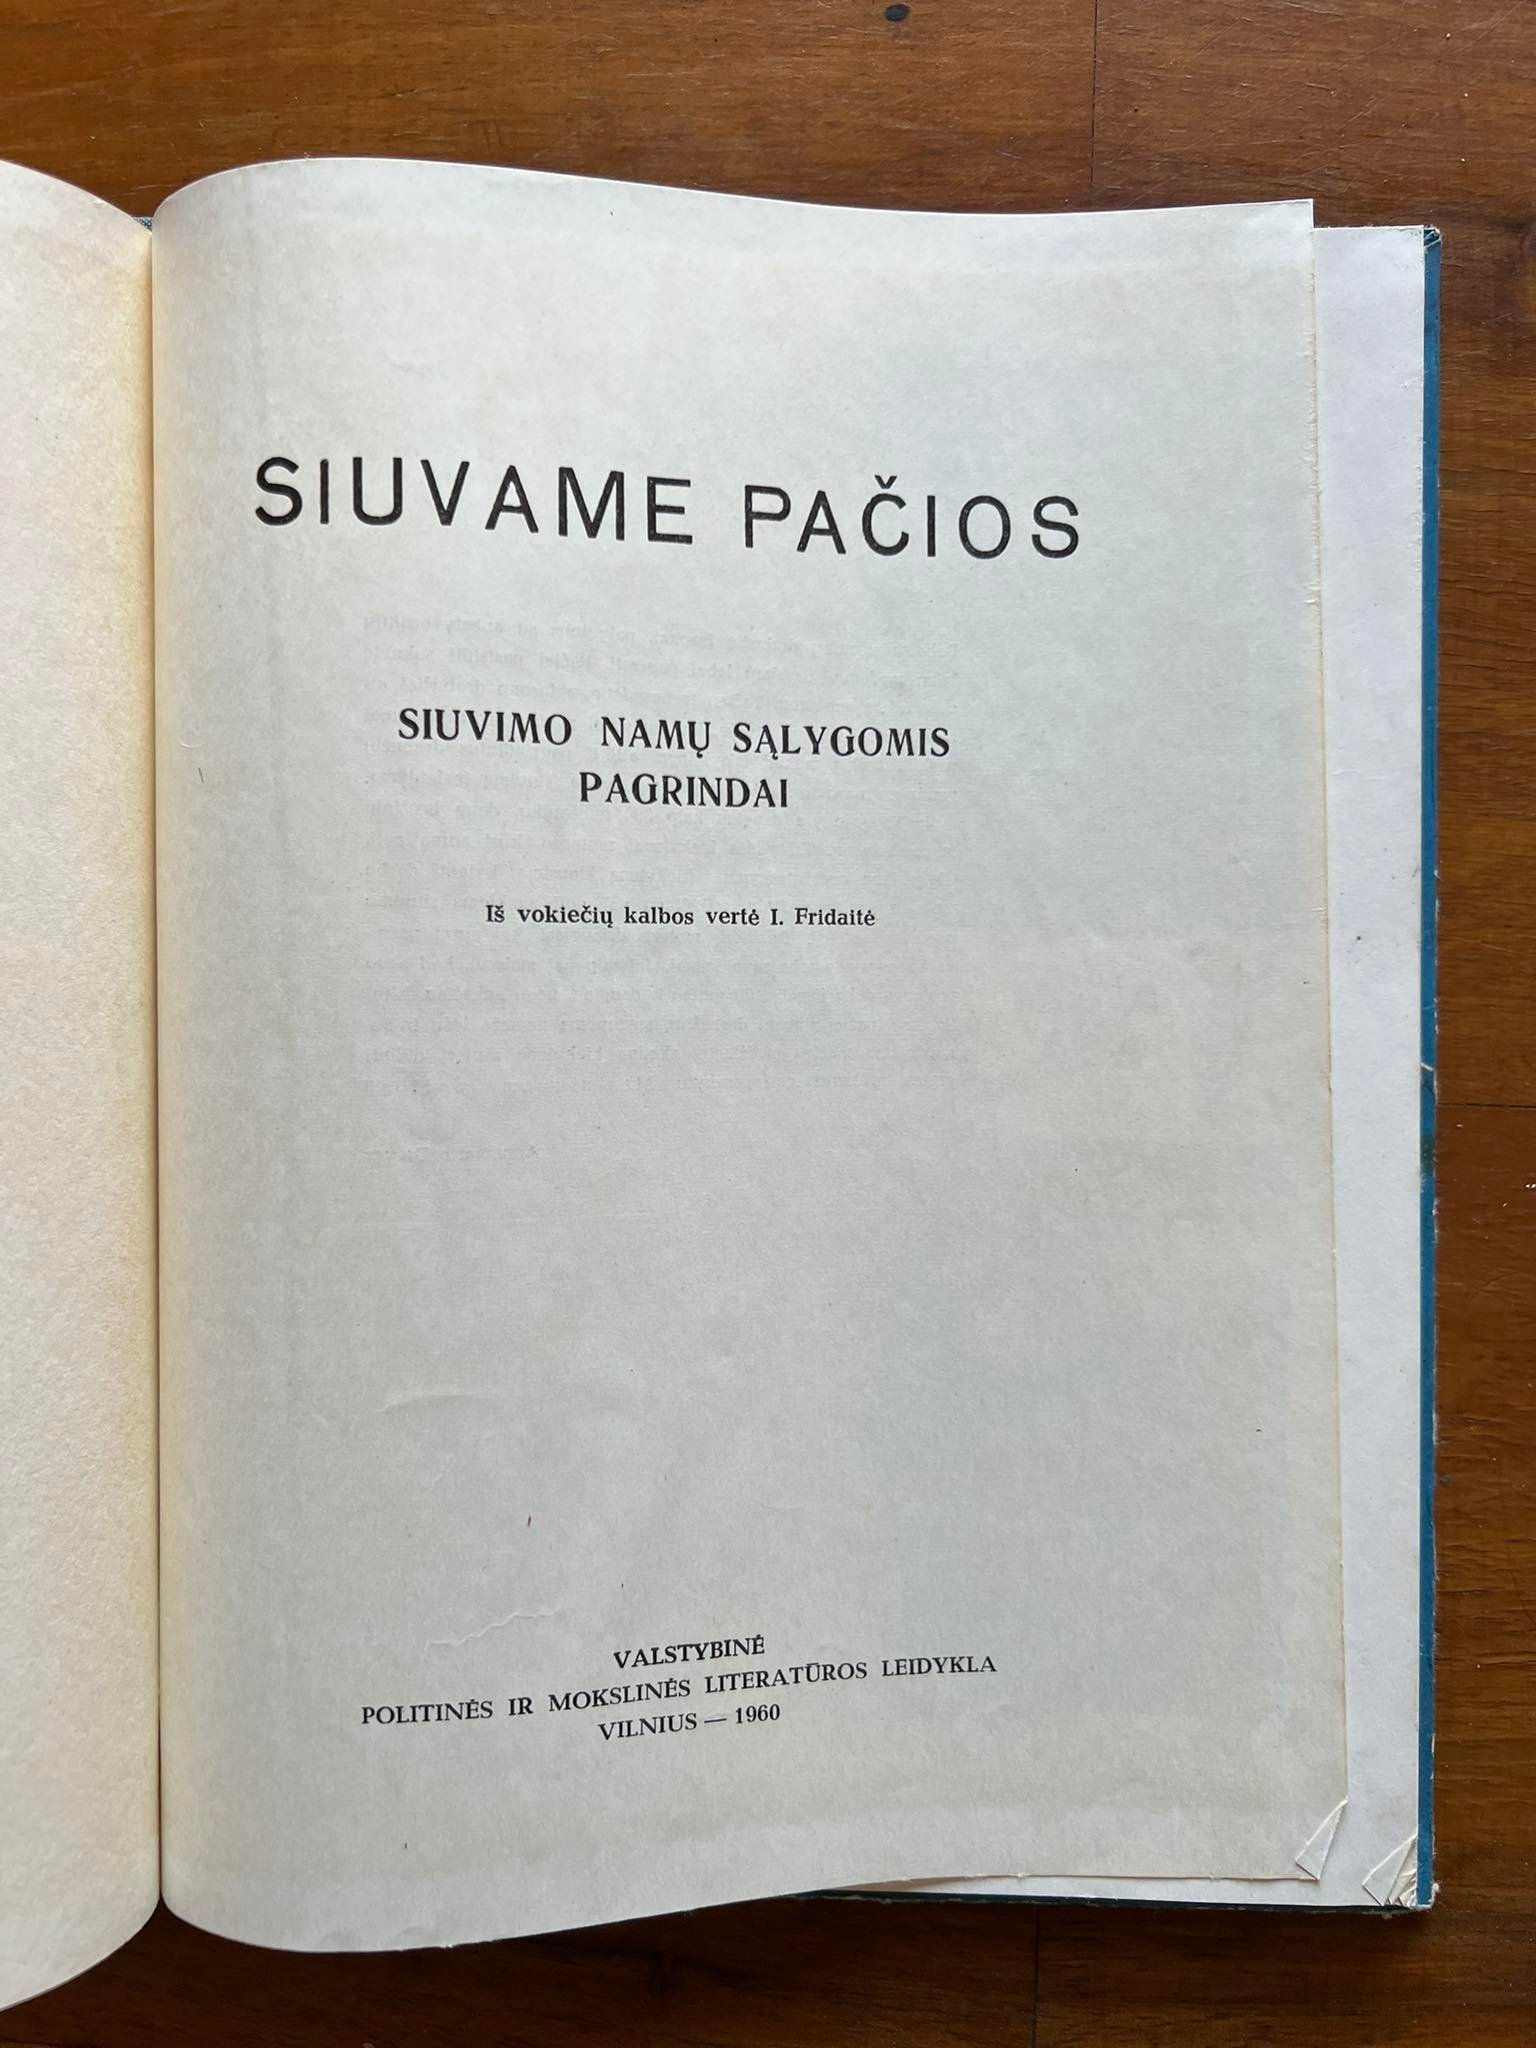 SIUVAME PAČIOS
SIUVIMO NAMŲ SĄLYGOMIS
PAGRINDAI
Iš vokiečių kalbos vertė I. Fridaitė
VALSTYBINĖ
POLITINĖS IR MOKSLINĖS LITERATŪROS LEIDYKLA
VILNIUS — 1960